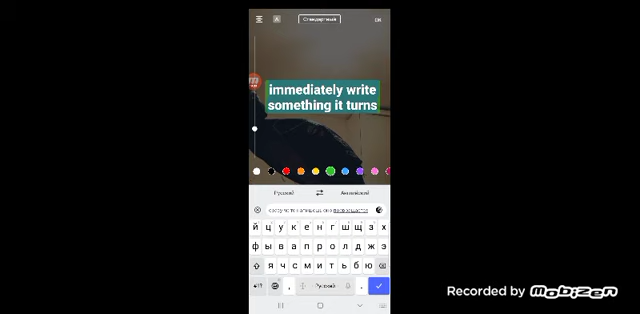 Стандартный
immediately write
something it turns
Русский Английский
й ц у к е н г ш щ з х
ф ы в а п р о л д ж э
я ч с м и т ь б ю
, Русский .
Recorded by Mobizen